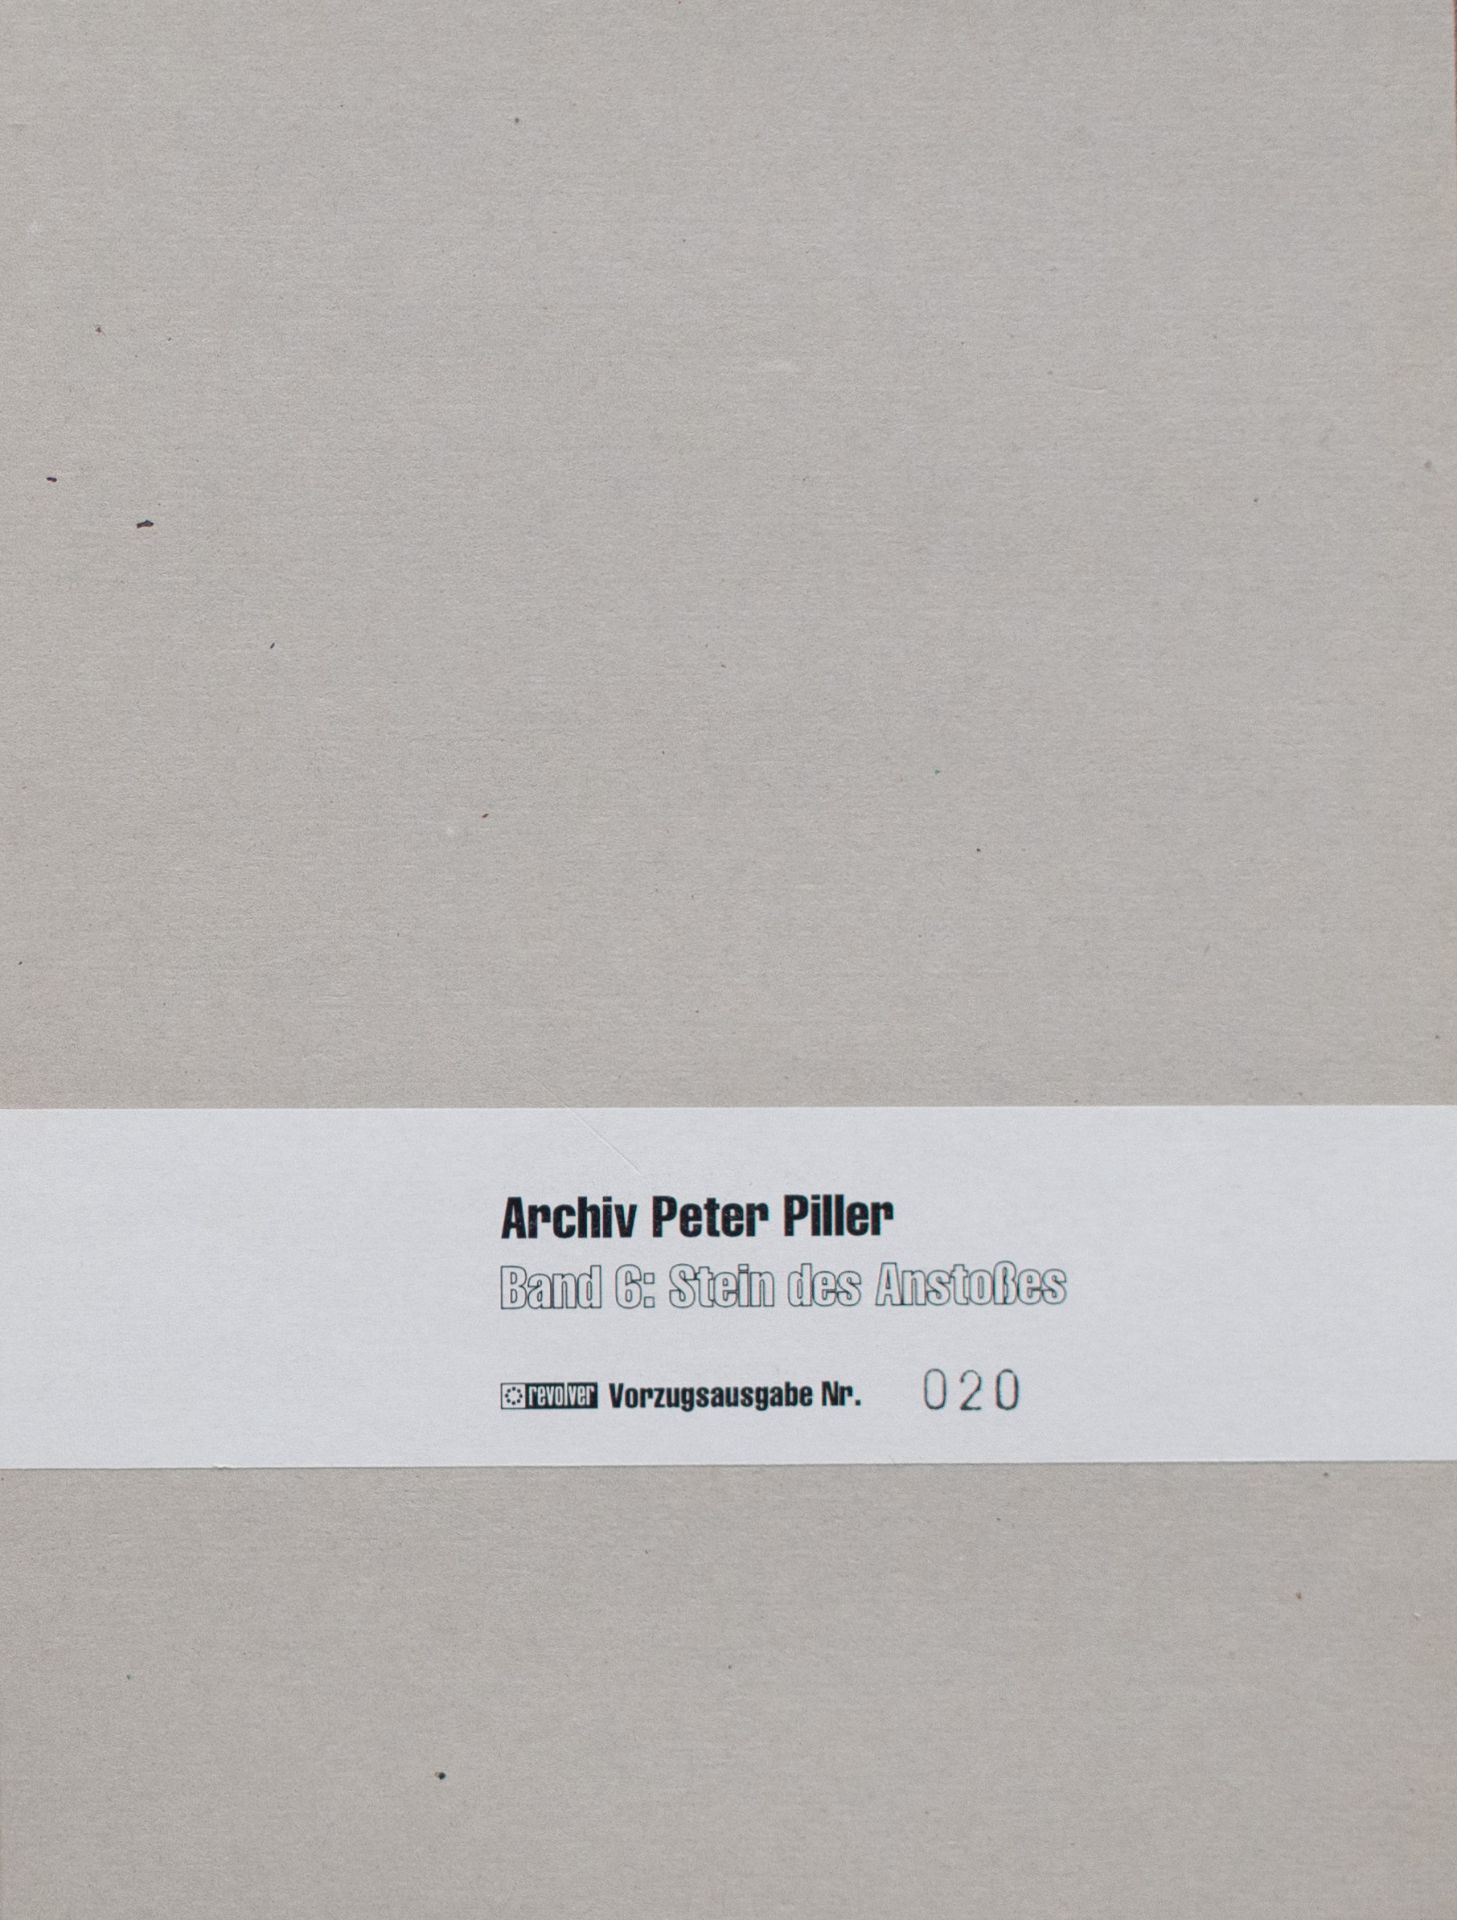 Archiv Peter Piller
Band 6: Stein des Anstoßes
revolver Vorzugsausgabe Nr. 020